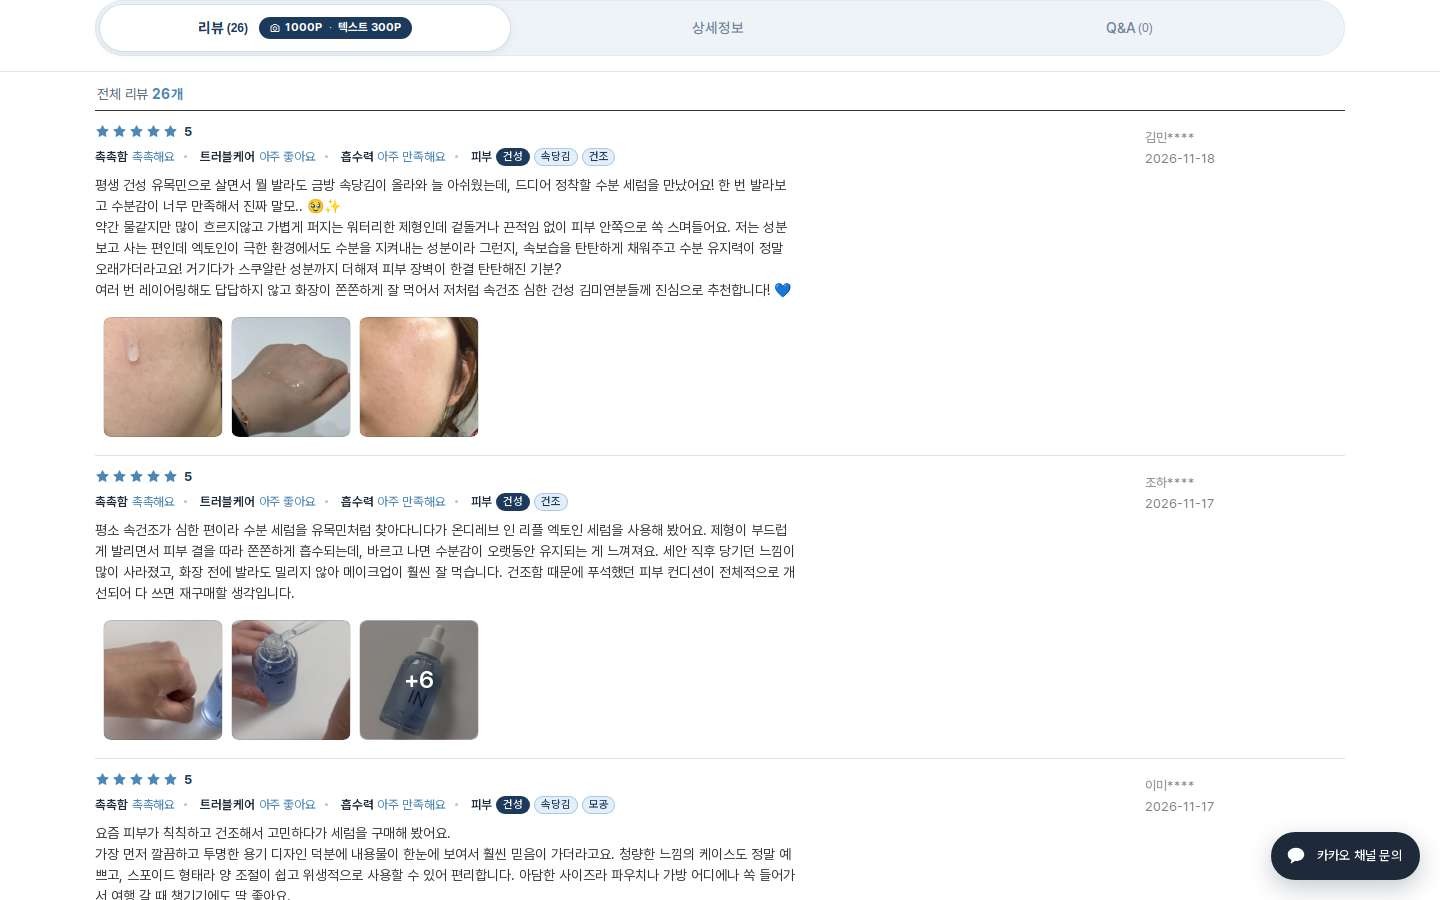 리뷰 (26) 1000P · 텍스트 300P
상세정보
Q&A (0)
전체 리뷰 26개
5
김민****
2026-11-18
촉촉함 촉촉해요 • 트러블케어 아주 좋아요 • 흡수력 아주 만족해요 • 피부 건성 속당김 건조
평생 건성 유목민으로 살면서 뭘 발라도 금방 속당김이 올라와 늘 아쉬웠는데, 드디어 정착할 수분 세럼을 만났어요! 한 번 발라보
고 수분감이 너무 만족해서 진짜 말모.. 🥹✨
약간 물같지만 많이 흐르지않고 가볍게 퍼지는 워터리한 제형인데 겉돌거나 끈적임 없이 피부 안쪽으로 쏙 스며들어요. 저는 성분
보고 사는 편인데 엑토인이 극한 환경에서도 수분을 지켜내는 성분이라 그런지, 속보습을 탄탄하게 채워주고 수분 유지력이 정말
오래가더라고요! 거기다가 스쿠알란 성분까지 더해져 피부 장벽이 한결 탄탄해진 기분?
여러 번 레이어링해도 답답하지 않고 화장이 쫀쫀하게 잘 먹어서 저처럼 속건조 심한 건성 김미연분들께 진심으로 추천합니다! 💙
5
조하****
2026-11-17
촉촉함 촉촉해요 • 트러블케어 아주 좋아요 • 흡수력 아주 만족해요 • 피부 건성 건조
평소 속건조가 심한 편이라 수분 세럼을 유목민처럼 찾아다니다가 온디레브 인 리플 엑토인 세럼을 사용해 봤어요. 제형이 부드럽
게 발리면서 피부 결을 따라 쫀쫀하게 흡수되는데, 바르고 나면 수분감이 오랫동안 유지되는 게 느껴져요. 세안 직후 당기던 느낌이
많이 사라졌고, 화장 전에 발라도 밀리지 않아 메이크업이 훨씬 잘 먹습니다. 건조함 때문에 푸석했던 피부 컨디션이 전체적으로 개
선되어 다 쓰면 재구매할 생각입니다.
+6
IN
5
이미****
2026-11-17
촉촉함 촉촉해요 • 트러블케어 아주 좋아요 • 흡수력 아주 만족해요 • 피부 건성 속당김 모공
요즘 피부가 칙칙하고 건조해서 고민하다가 세럼을 구매해 봤어요.
가장 먼저 깔끔하고 투명한 용기 디자인 덕분에 내용물이 한눈에 보여서 훨씬 믿음이 가더라고요. 청량한 느낌의 케이스도 정말 예
쁘고, 스포이드 형태라 양 조절이 쉽고 위생적으로 사용할 수 있어 편리합니다. 아담한 사이즈라 파우치나 가방 어디에나 쏙 들어가
서 여행 갈 때 챙기기에도 딱 좋아요.
카카오 채널 문의